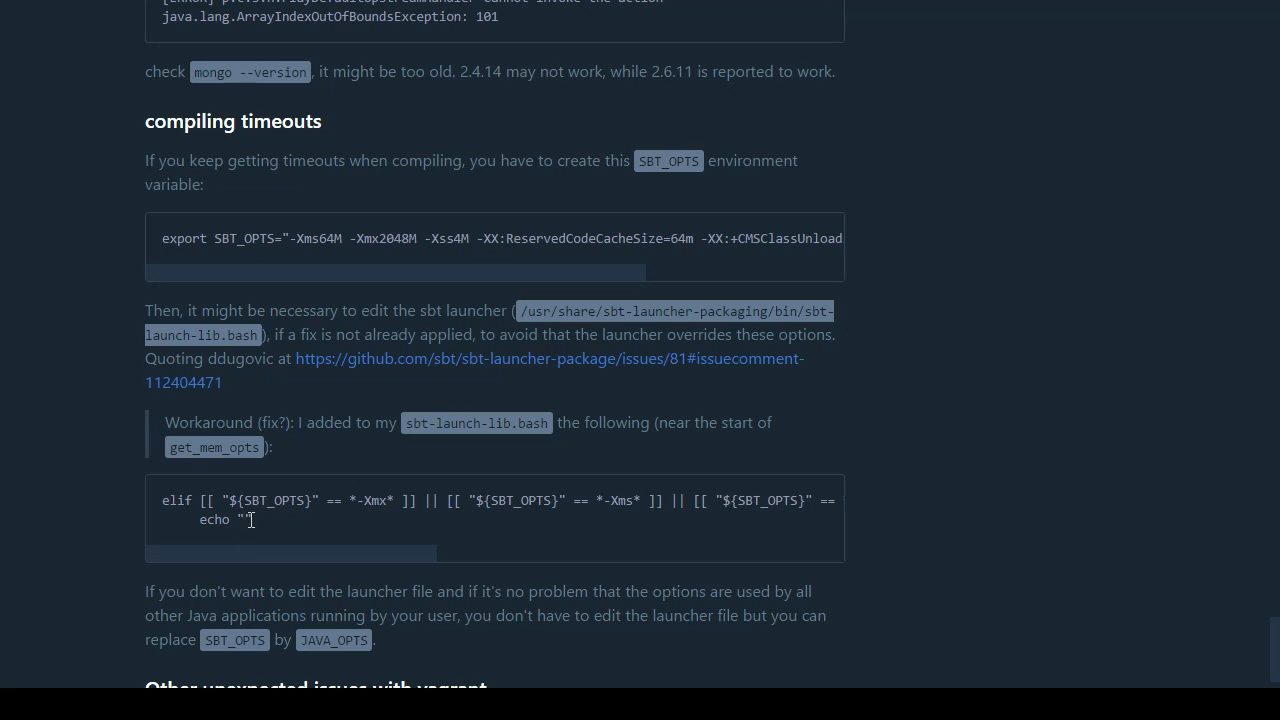 java.lang.ArrayIndexOutOfBoundsException: 101
check mongo --version, it might be too old. 2.4.14 may not work, while 2.6.11 is reported to work.
compiling timeouts
If you keep getting timeouts when compiling, you have to create this SBT_OPTS environment
variable:
export SBT_OPTS="-Xms64M -Xmx2048M -Xss4M -XX:ReservedCodeCacheSize=64m -XX:+CMSClassUnload
Then, it might be necessary to edit the sbt launcher (/usr/share/sbt-launcher-packaging/bin/sbt-
launch-lib.bash), if a fix is not already applied, to avoid that the launcher overrides these options.
Quoting ddugovic at https://github.com/sbt/sbt-launcher-package/issues/81#issuecomment-
112404471
Workaround (fix?): I added to my sbt-launch-lib.bash the following (near the start of
get_mem_opts):
elif [[ "${SBT_OPTS}" == *-Xmx* ]] || [[ "${SBT_OPTS}" == *-Xms* ]] || [[ "${SBT_OPTS}" ==
echo ""
If you don't want to edit the launcher file and if it's no problem that the options are used by all
other Java applications running by your user, you don't have to edit the launcher file but you can
replace SBT_OPTS by JAVA_OPTS.
Other unexpected issues with vagrant